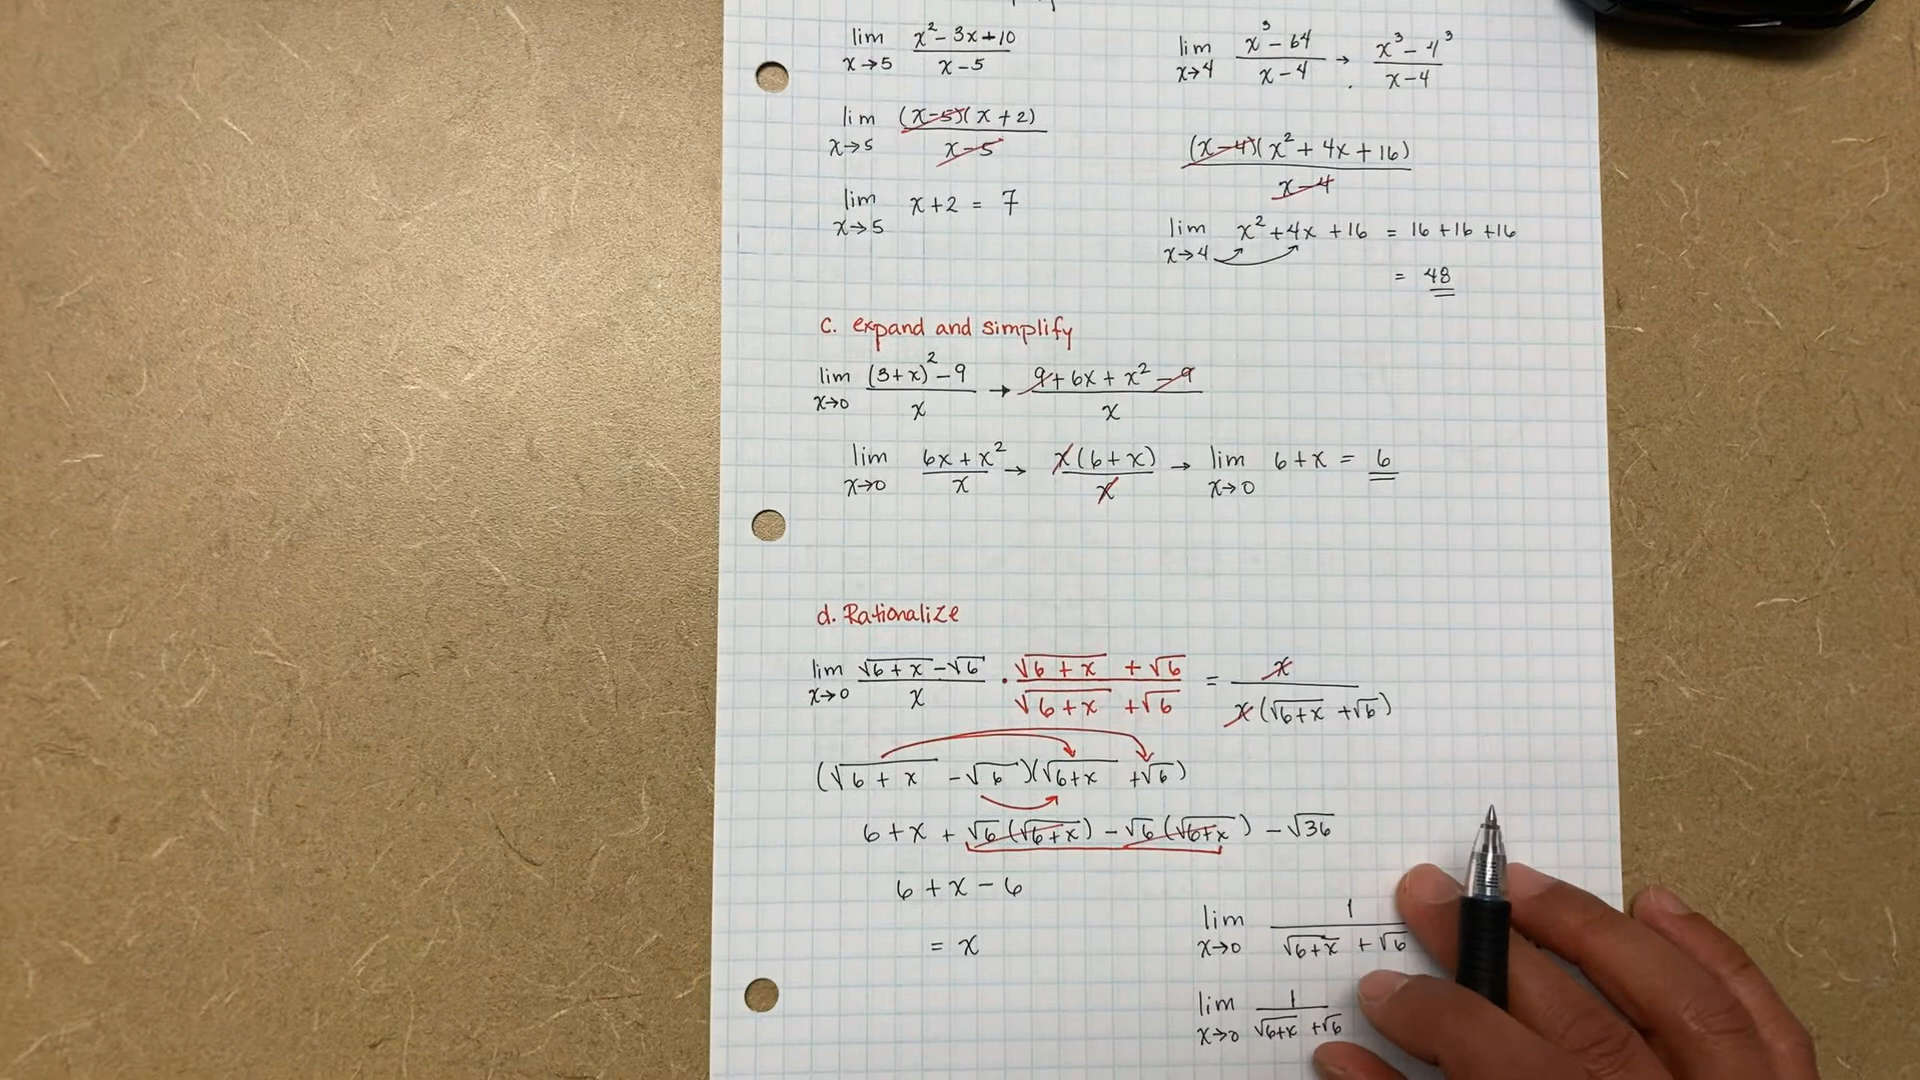 lim x→5 (x² - 3x + 10)/(x - 5)
lim x→5 ((x-5)(x+2))/(x-5)
lim x→5 x+2 = 7
lim x→4 (x³ - 64)/(x - 4) → (x³ - 4³)/(x - 4)
((x-4)(x² + 4x + 16))/(x-4)
lim x→4 x² + 4x + 16 = 16 + 16 + 16
= 48
c. expand and simplify
lim x→0 ((3+x)² - 9)/x → (9 + 6x + x² - 9)/x
lim x→0 (6x + x²)/x → (x(6+x))/x → lim x→0 6+x = 6
d. Rationalize
lim x→0 (√(6+x) - √6)/x · (√(6+x) + √6)/(√(6+x) + √6) = x/(x(√(6+x) + √6))
(√(6+x) - √6)(√(6+x) + √6)
6 + x + √6(√(6+x)) - √6(√(6+x)) - √36
6 + x - 6
= x
lim x→0 1/(√(6+x) + √6)
lim x→0 1/(√(6+x) + √6)